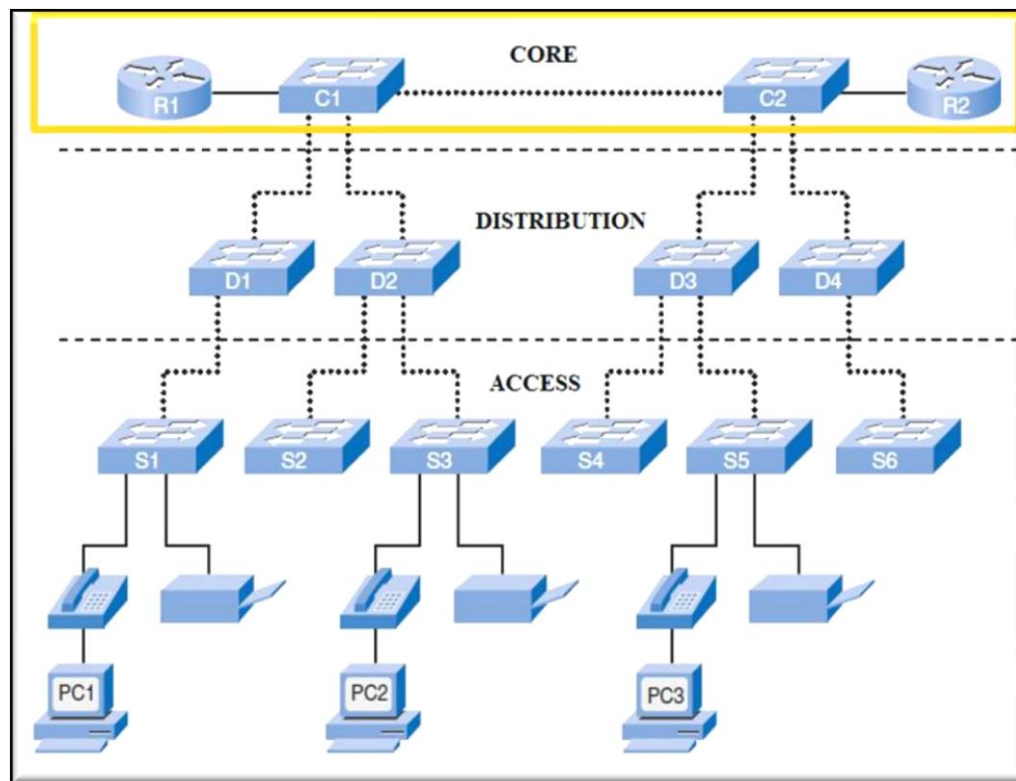 CORE
R1
C1
C2
R2
DISTRIBUTION
D1
D2
D3
D4
ACCESS
S1
S2
S3
S4
S5
S6
PC1
PC2
PC3